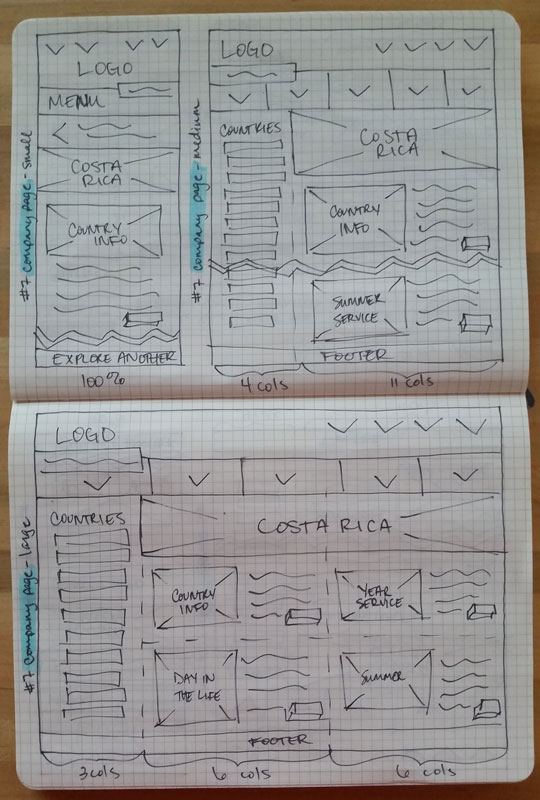 #7 Company page - small
LOGO
MENU
COSTA
RICA
COUNTRY
INFO
EXPLORE ANOTHER
100%
#7 Company page - medium
LOGO
COUNTRIES
COSTA
RICA
COUNTRY
INFO
SUMMER
SERVICE
FOOTER
4 cols
11 cols
#7 Company page - large
LOGO
COUNTRIES
COSTA RICA
COUNTRY
INFO
YEAR
SERVICE
DAY IN
THE LIFE
SUMMER
FOOTER
3 cols
6 cols
6 cols